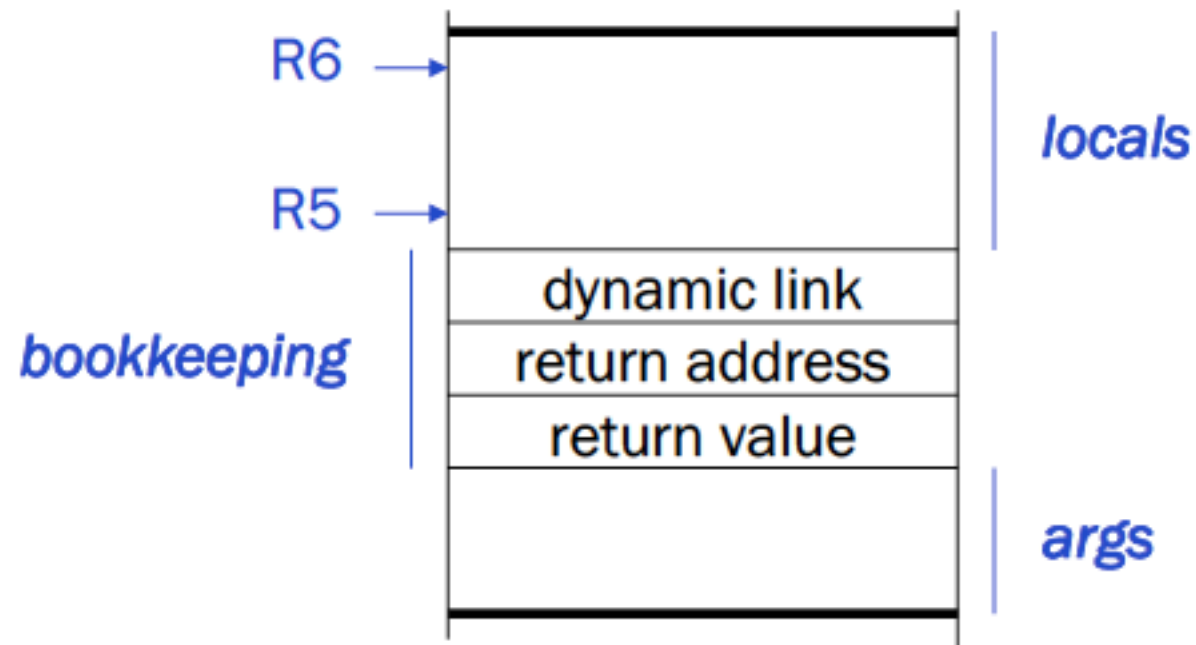 R6
locals
R5
dynamic link
bookkeeping
return address
return value
args